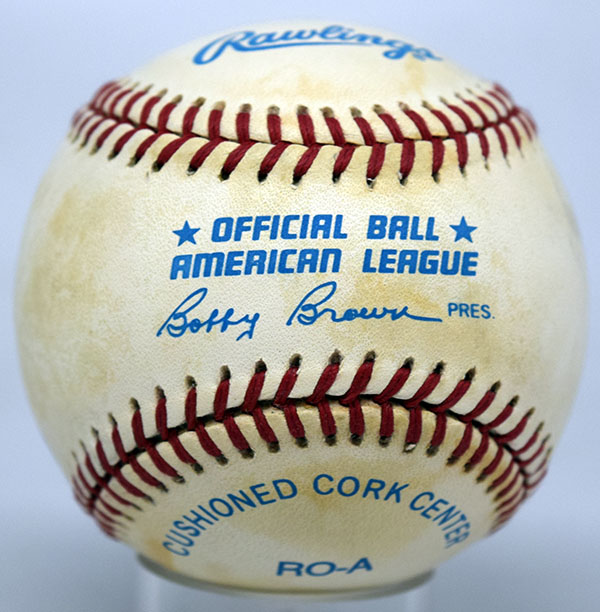 Rawlings
★ OFFICIAL BALL ★
AMERICAN LEAGUE
Bobby Brown PRES.
CUSHIONED CORK CENTER
RO-A